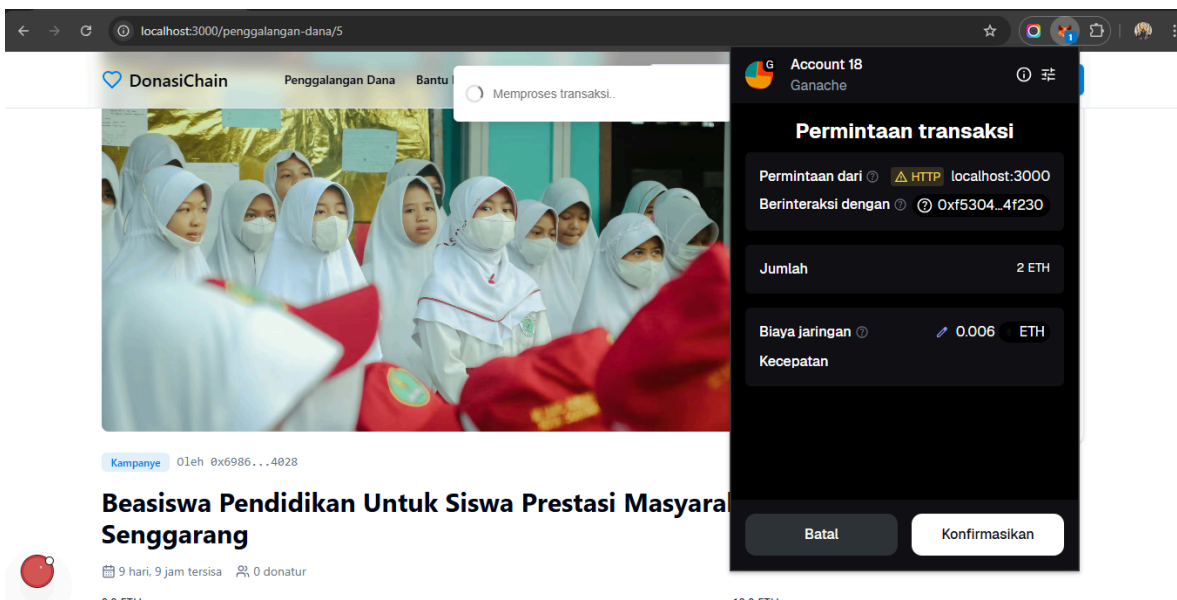 localhost:3000/penggalangan-dana/5
DonasiChain
Penggalangan Dana
Bantu
Memproses transaksi..
1
G
Account 18
Ganache
Permintaan transaksi
Permintaan dari
HTTP localhost:3000
Berinteraksi dengan
0xf5304...4f230
Jumlah
2 ETH
Biaya jaringan
0.006 ETH
Kecepatan
Batal
Konfirmasikan
Kampanye
Oleh 0x6986...4028
Beasiswa Pendidikan Untuk Siswa Prestasi Masyara
Senggarang
9 hari, 9 jam tersisa
0 donatur